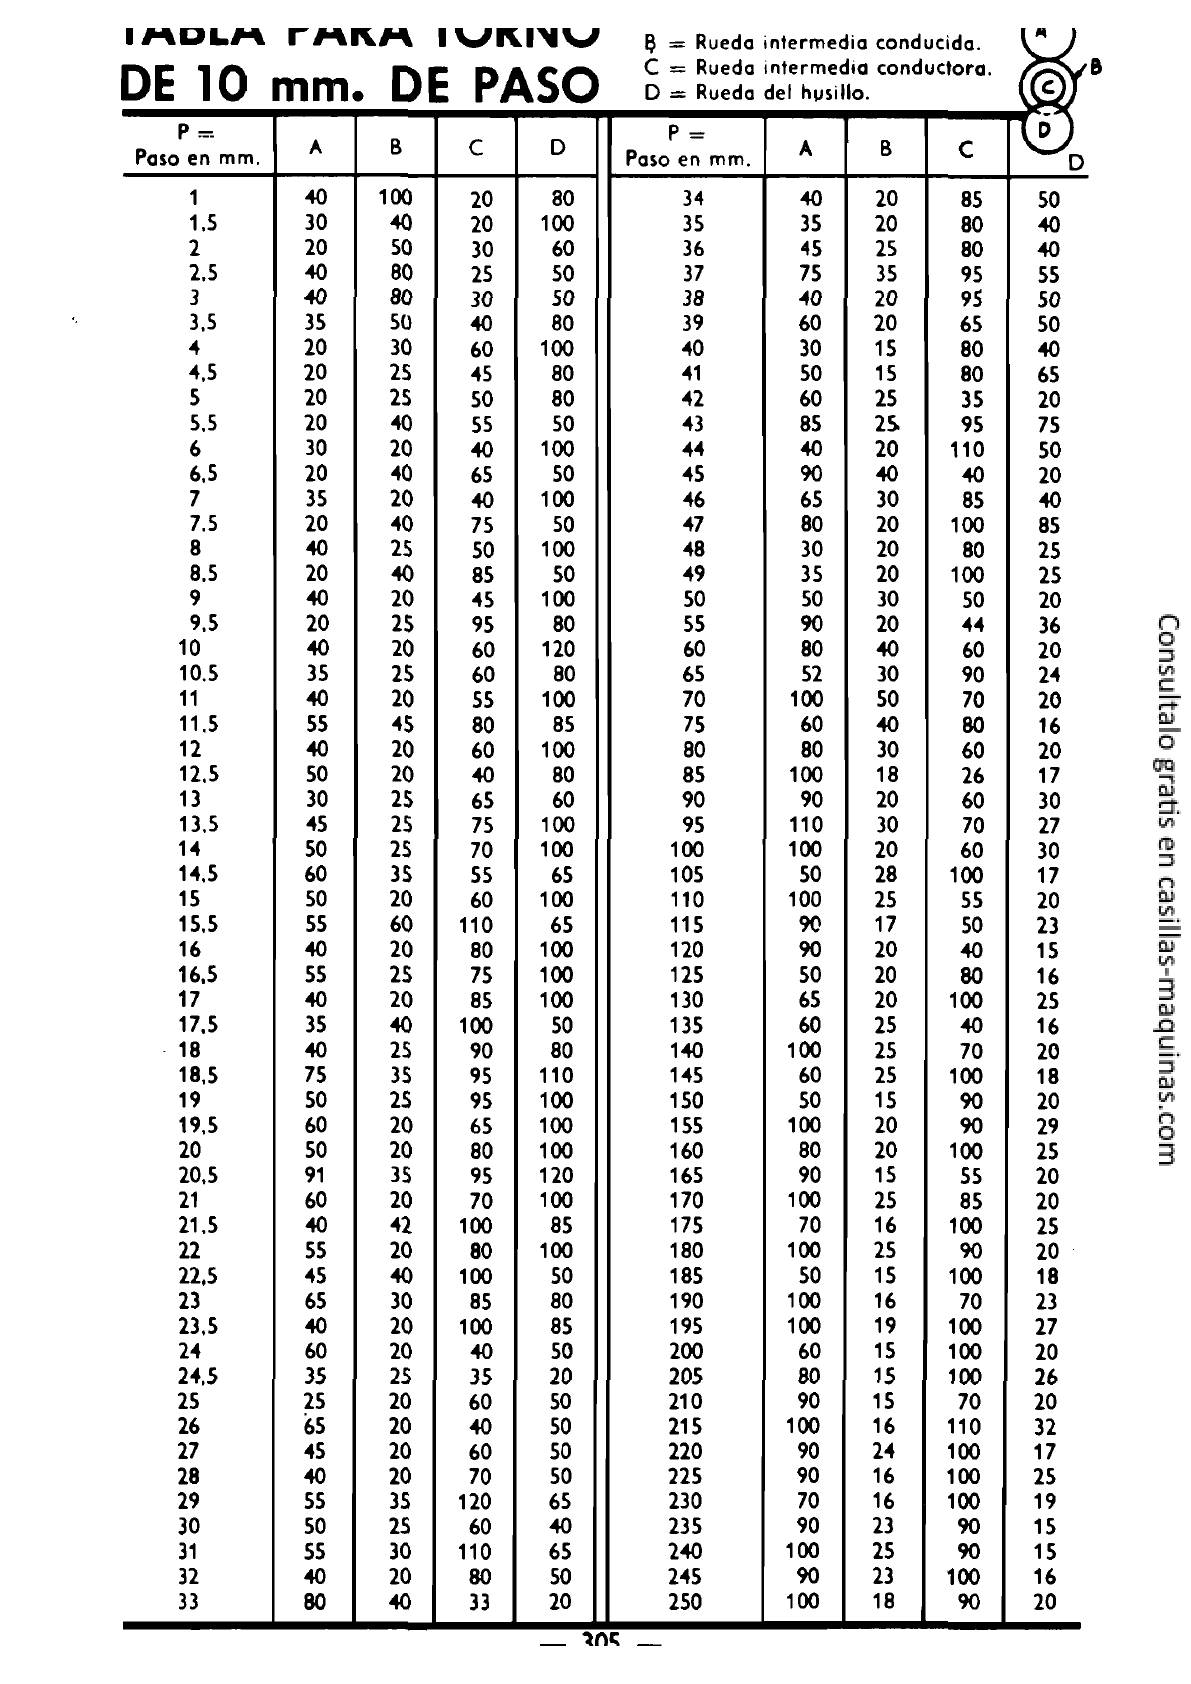 TABLA PARA TORNO
DE 10 mm. DE PASO
B = Rueda intermedia conducida.
C = Rueda intermedia conductora.
D = Rueda del husillo.
A
B
C
D
P = Paso en mm. A B C D P = Paso en mm. A B C D
1 40 100 20 80 34 40 20 85 50
1,5 30 40 20 100 35 35 20 80 40
2 20 50 30 60 36 45 25 80 40
2,5 40 80 25 50 37 75 35 95 55
3 40 80 30 50 38 40 20 95 50
3,5 35 50 40 80 39 60 20 65 50
4 20 30 60 100 40 30 15 80 40
4,5 20 25 45 80 41 50 15 80 65
5 20 25 50 80 42 60 25 35 20
5,5 20 40 55 50 43 85 25 95 75
6 30 20 40 100 44 40 20 110 50
6,5 20 40 65 50 45 90 40 40 20
7 35 20 40 100 46 65 30 85 40
7,5 20 40 75 50 47 80 20 100 85
8 40 25 50 100 48 30 20 80 25
8,5 20 40 85 50 49 35 20 100 25
9 40 20 45 100 50 50 30 50 20
9,5 20 25 95 80 55 90 20 44 36
10 40 20 60 120 60 80 40 60 20
10,5 35 25 60 80 65 52 30 90 24
11 40 20 55 100 70 100 50 70 20
11,5 55 45 80 85 75 60 40 80 16
12 40 20 60 100 80 80 30 60 20
12,5 50 20 40 80 85 100 18 26 17
13 30 25 65 60 90 90 20 60 30
13,5 45 25 75 100 95 110 30 70 27
14 50 25 70 100 100 100 20 60 30
14,5 60 35 55 65 105 50 28 100 17
15 50 20 60 100 110 100 25 55 20
15,5 55 60 110 65 115 90 17 50 23
16 40 20 80 100 120 90 20 40 15
16,5 55 25 75 100 125 50 20 80 16
17 40 20 85 100 130 65 20 100 25
17,5 35 40 100 50 135 60 25 40 16
18 40 25 90 80 140 100 25 70 20
18,5 75 35 95 110 145 60 25 100 18
19 50 25 95 100 150 50 15 90 20
19,5 60 20 65 100 155 100 20 90 29
20 50 20 80 100 160 80 20 100 25
20,5 91 35 95 120 165 90 15 55 20
21 60 20 70 100 170 100 25 85 20
21,5 40 42 100 85 175 70 16 100 25
22 55 20 80 100 180 100 25 90 20
22,5 45 40 100 50 185 50 15 100 18
23 65 30 85 80 190 100 16 70 23
23,5 40 20 100 85 195 100 19 100 27
24 60 20 40 50 200 60 15 100 20
24,5 35 25 35 20 205 80 15 100 26
25 25 20 60 50 210 90 15 70 20
26 65 20 40 50 215 100 16 110 32
27 45 20 60 50 220 90 24 100 17
28 40 20 70 50 225 90 16 100 25
29 55 35 120 65 230 70 16 100 19
30 50 25 60 40 235 90 23 90 15
31 55 30 110 65 240 100 25 90 15
32 40 20 80 50 245 90 23 100 16
33 80 40 33 20 250 100 18 90 20
— 305 —
Consultalo gratis en casillas-maquinas.com